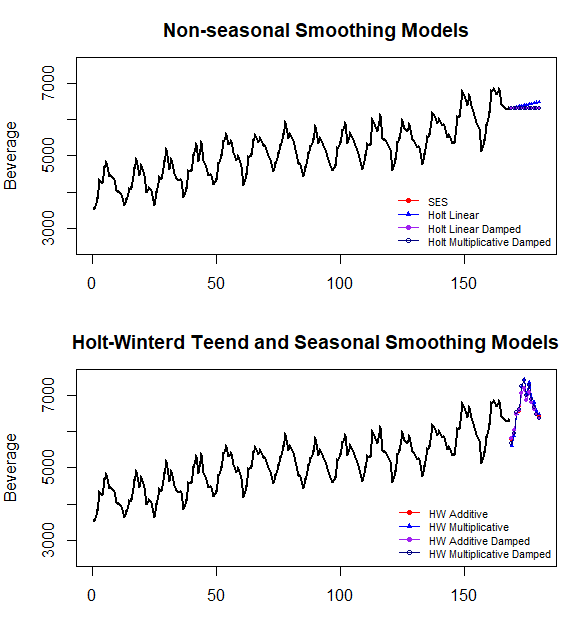 Non-seasonal Smoothing Models
Beverage
7000
5000
3000
SES
Holt Linear
Holt Linear Damped
Holt Multiplicative Damped
0 50 100 150
Holt-Winterd Teend and Seasonal Smoothing Models
Beverage
7000
5000
3000
HW Additive
HW Multiplicative
HW Additive Damped
HW Multiplicative Damped
0 50 100 150